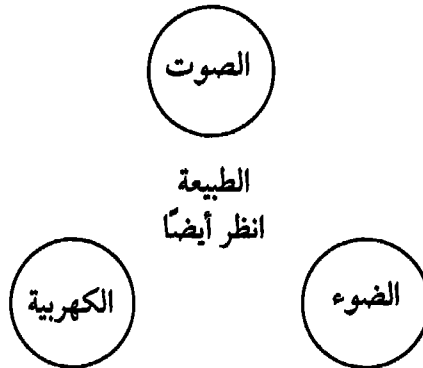 الصوت
الطبيعة
انظر أيضًا
الضوء
الكهربية